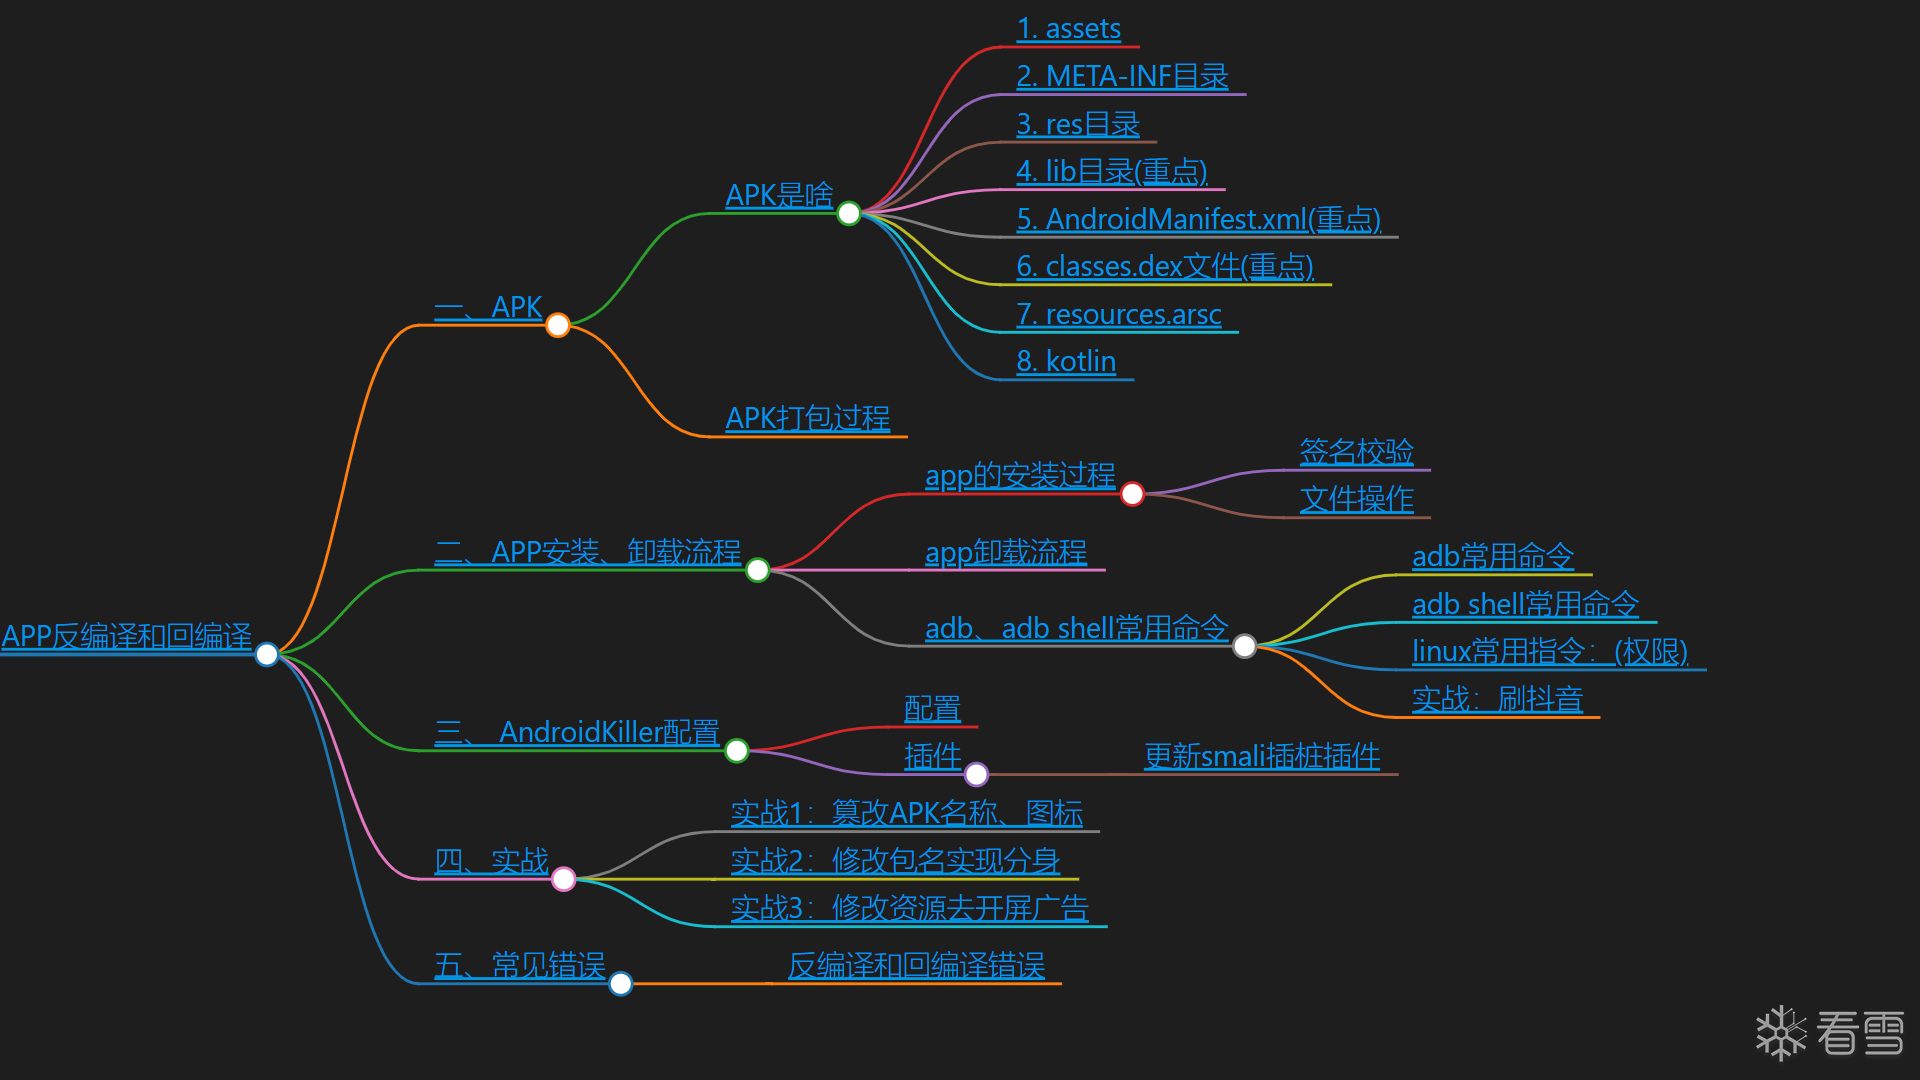 APP反编译和回编译
一、APK
APK是啥
1. assets
2. META-INF目录
3. res目录
4. lib目录(重点)
5. AndroidManifest.xml(重点)
6. classes.dex文件(重点)
7. resources.arsc
8. kotlin
APK打包过程
二、APP安装、卸载流程
app的安装过程
签名校验
文件操作
app卸载流程
adb、adb shell常用命令
adb常用命令
adb shell常用命令
linux常用指令：(权限)
实战：刷抖音
三、 AndroidKiller配置
配置
插件
更新smali插桩插件
四、实战
实战1：篡改APK名称、图标
实战2：修改包名实现分身
实战3：修改资源去开屏广告
五、常见错误
反编译和回编译错误
看雪